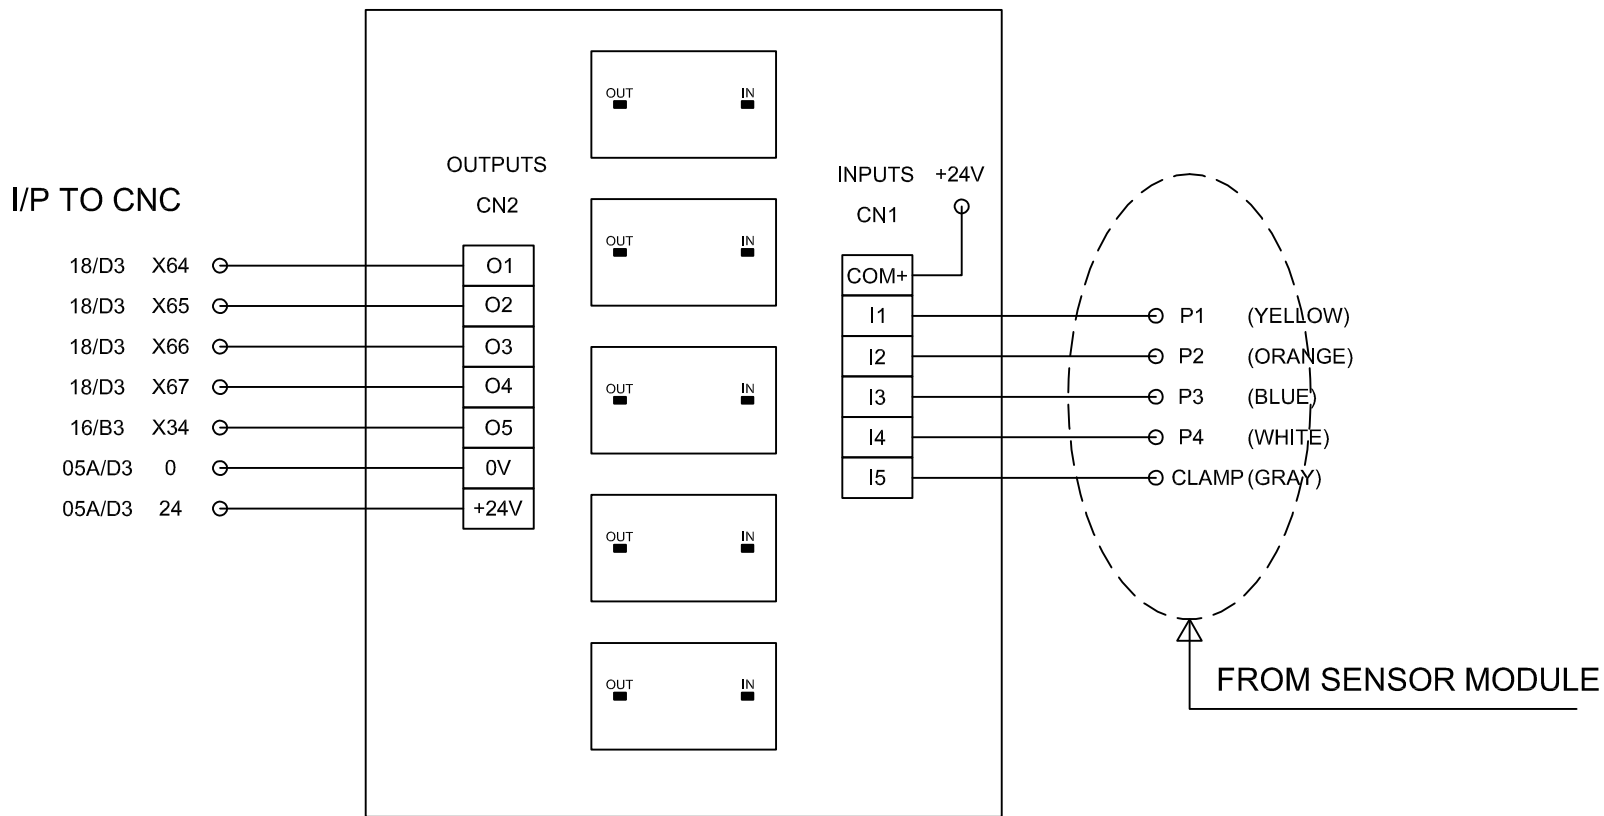 OUT IN
OUTPUTS
CN2
INPUTS +24V
CN1
I/P TO CNC
OUT IN
18/D3 X64 O1
18/D3 X65 O2
18/D3 X66 O3
18/D3 X67 O4
16/B3 X34 O5
05A/D3 0 0V
05A/D3 24 +24V
COM+
I1 P1 (YELLOW)
I2 P2 (ORANGE)
I3 P3 (BLUE)
I4 P4 (WHITE)
I5 CLAMP (GRAY)
OUT IN
OUT IN
OUT IN
FROM SENSOR MODULE